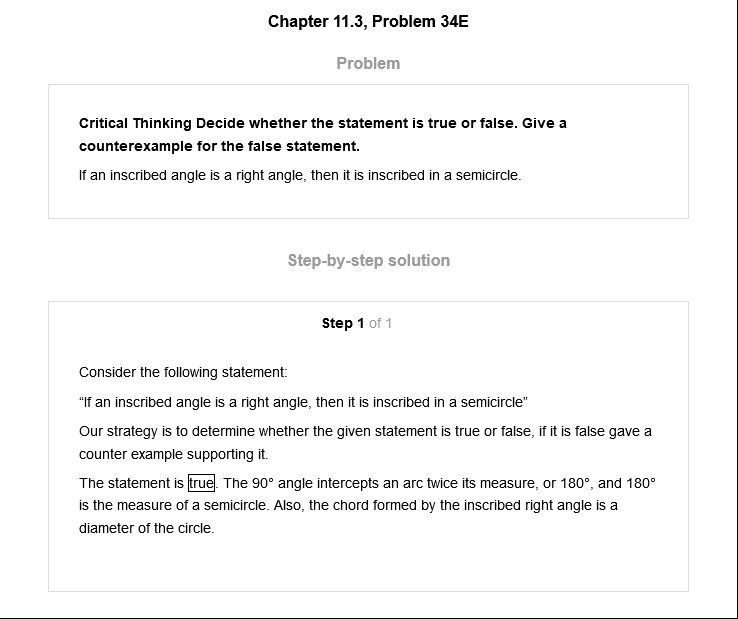 Chapter 11.3, Problem 34E
Problem
Critical Thinking Decide whether the statement is true or false. Give a
counterexample for the false statement.
If an inscribed angle is a right angle, then it is inscribed in a semicircle.
Step-by-step solution
Step 1 of 1
Consider the following statement:
“If an inscribed angle is a right angle, then it is inscribed in a semicircle”
Our strategy is to determine whether the given statement is true or false, if it is false gave a
counter example supporting it.
The statement is true. The 90° angle intercepts an arc twice its measure, or 180°, and 180°
is the measure of a semicircle. Also, the chord formed by the inscribed right angle is a
diameter of the circle.